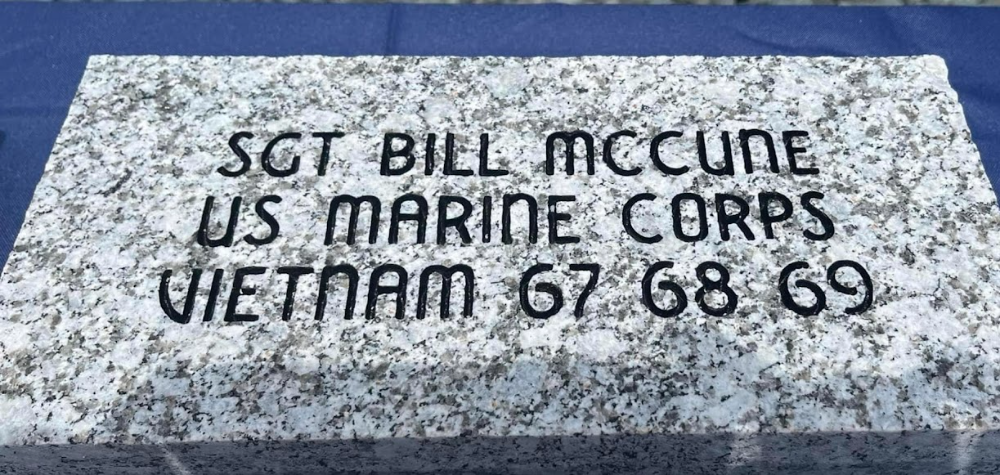 SGT BILL MCCUNE
US MARINE CORPS
VIETNAM 67 68 69